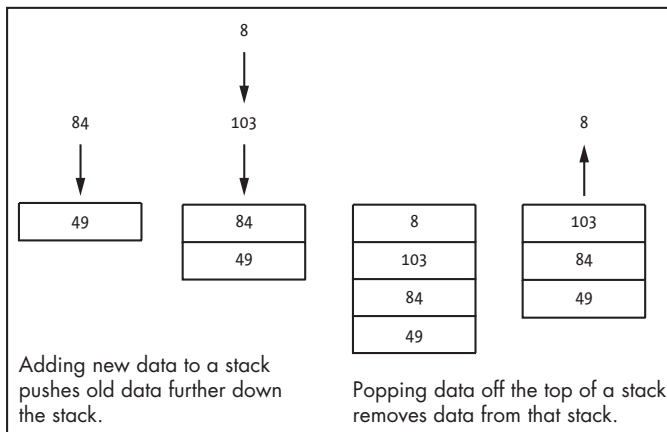 8
84
103
8
49
84
49
8
103
84
49
103
84
49
Adding new data to a stack
pushes old data further down
the stack.
Popping data off the top of a stack
removes data from that stack.